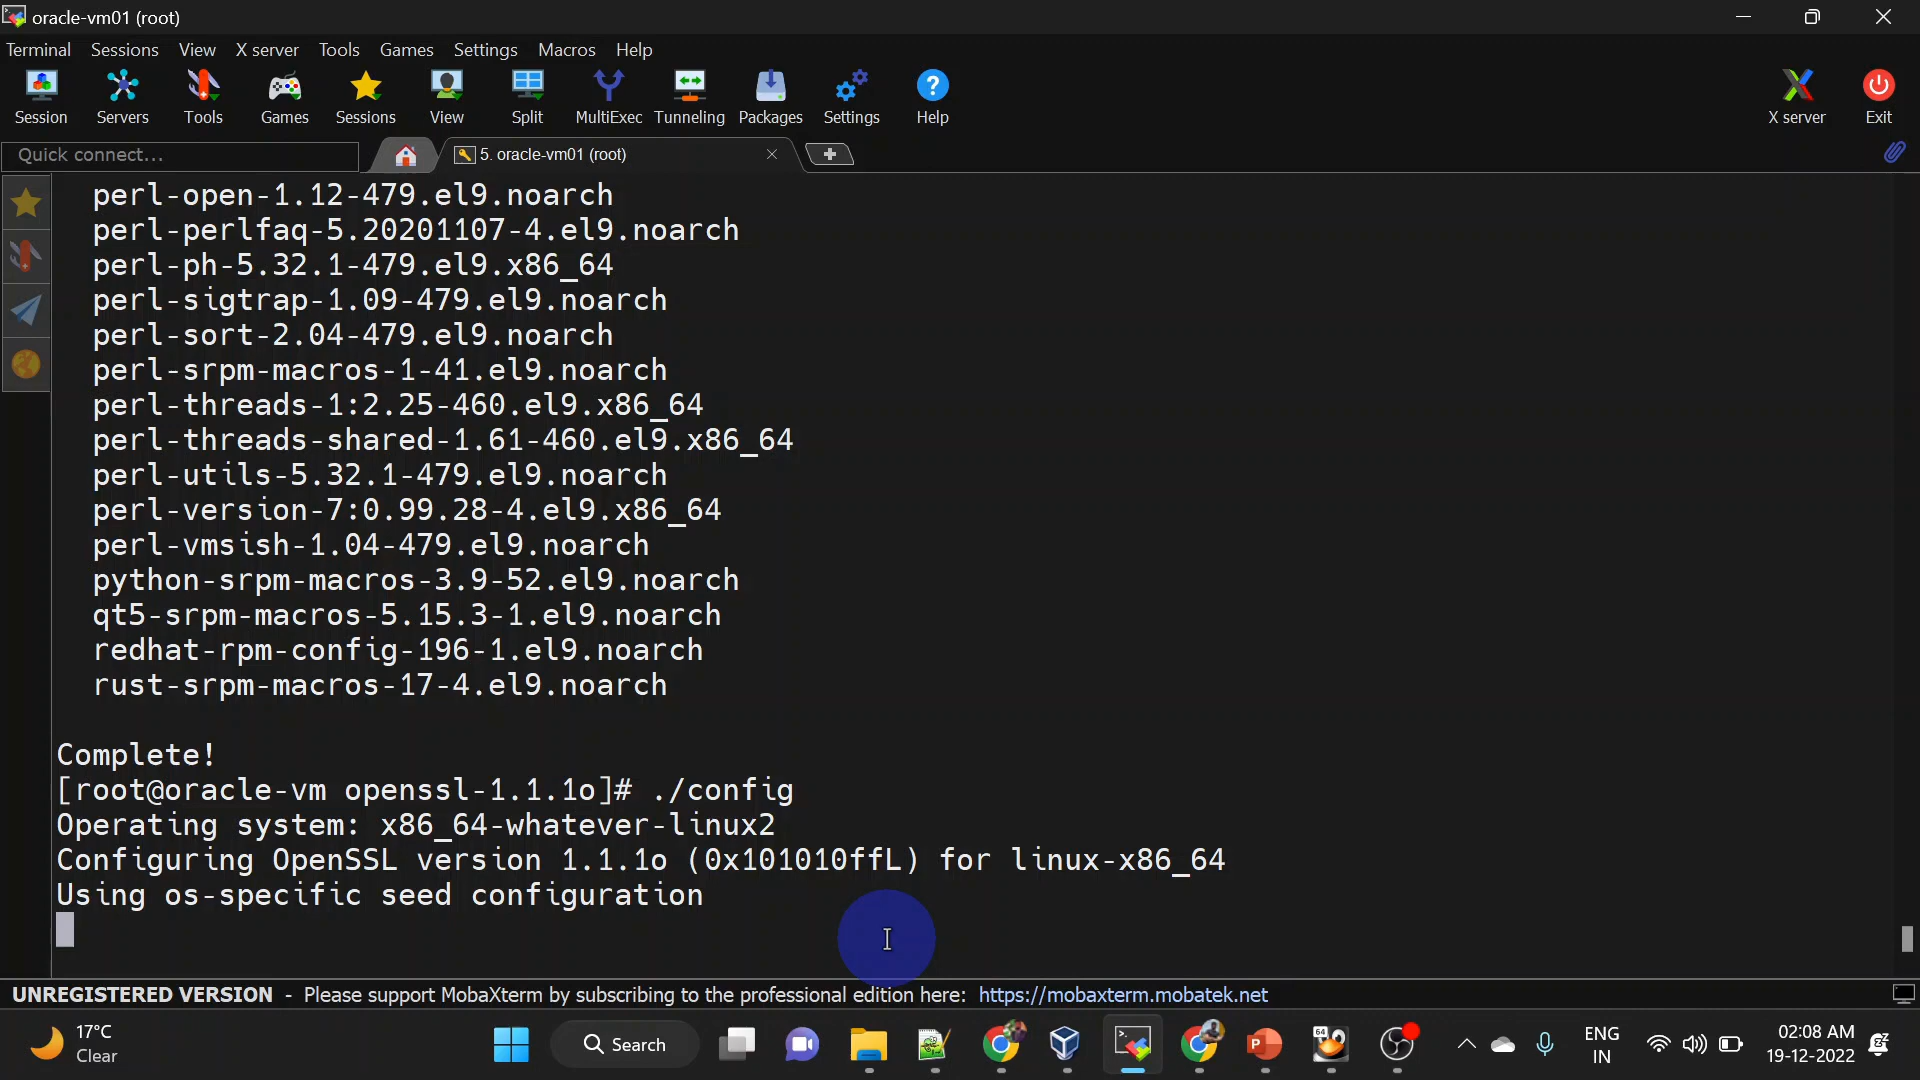 oracle-vm01 (root)
Terminal Sessions View X server Tools Games Settings Macros Help
Session Servers Tools Games Sessions View Split MultiExec Tunneling Packages Settings Help X server Exit
Quick connect... 5. oracle-vm01 (root)
perl-open-1.12-479.el9.noarch
perl-perlfaq-5.20201107-4.el9.noarch
perl-ph-5.32.1-479.el9.x86_64
perl-sigtrap-1.09-479.el9.noarch
perl-sort-2.04-479.el9.noarch
perl-srpm-macros-1-41.el9.noarch
perl-threads-1:2.25-460.el9.x86_64
perl-threads-shared-1.61-460.el9.x86_64
perl-utils-5.32.1-479.el9.noarch
perl-version-7:0.99.28-4.el9.x86_64
perl-vmsish-1.04-479.el9.noarch
python-srpm-macros-3.9-52.el9.noarch
qt5-srpm-macros-5.15.3-1.el9.noarch
redhat-rpm-config-196-1.el9.noarch
rust-srpm-macros-17-4.el9.noarch
Complete!
[root@oracle-vm openssl-1.1.1o]# ./config
Operating system: x86_64-whatever-linux2
Configuring OpenSSL version 1.1.1o (0x101010ffL) for linux-x86_64
Using os-specific seed configuration
UNREGISTERED VERSION - Please support MobaXterm by subscribing to the professional edition here: https://mobaxterm.mobatek.net
17°C
Clear
Search
64
ENG
IN
02:08 AM
19-12-2022